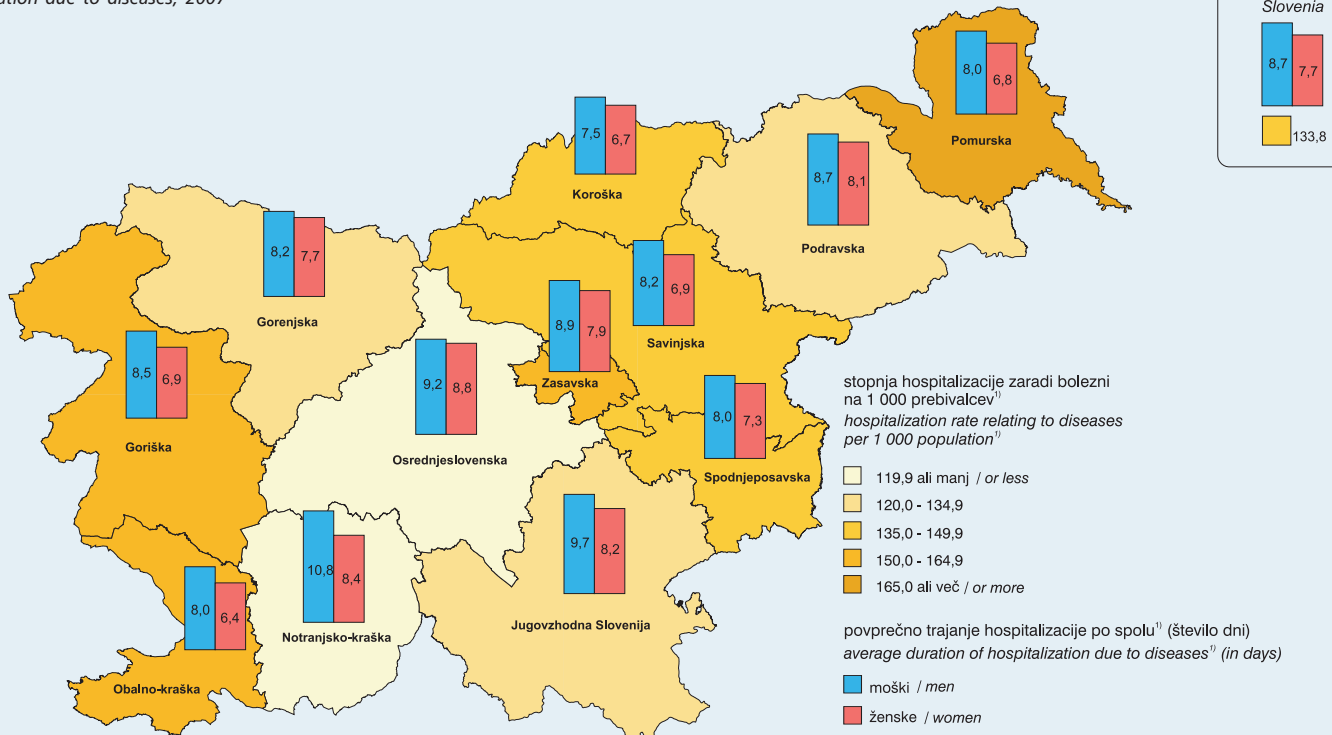 ation due to diseases, 2007
Slovenia
8,7 7,7
133,8
8,0 6,8
Pomurska
7,5 6,7
Koroška
8,7 8,1
Podravska
8,2 7,7
Gorenjska
8,2 6,9
Savinjska
8,9 7,9
Zasavska
8,5 6,9
Goriška
9,2 8,8
Osrednjeslovenska
8,0 7,3
Spodnjeposavska
10,8 8,4
Notranjsko-kraška
9,7 8,2
Jugovzhodna Slovenija
8,0 6,4
Obalno-kraška
stopnja hospitalizacije zaradi bolezni
na 1 000 prebivalcev1)
hospitalization rate relating to diseases
per 1 000 population1)
119,9 ali manj / or less
120,0 - 134,9
135,0 - 149,9
150,0 - 164,9
165,0 ali več / or more
povprečno trajanje hospitalizacije po spolu1) (število dni)
average duration of hospitalization due to diseases1) (in days)
moški / men
ženske / women